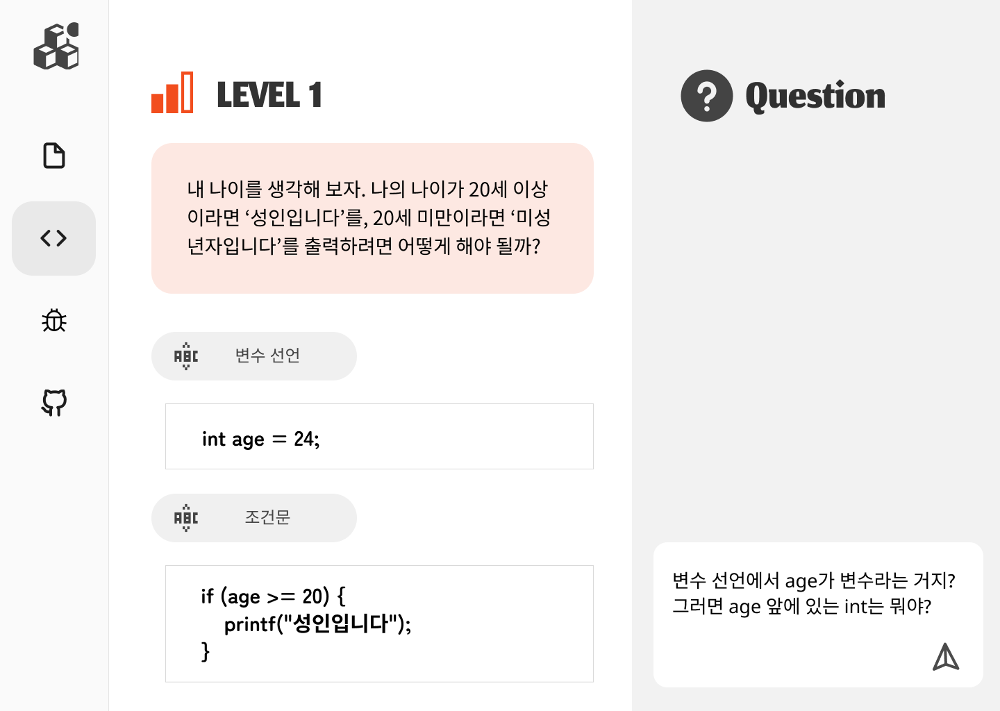 LEVEL 1
내 나이를 생각해 보자. 나의 나이가 20세 이상
이라면 ‘성인입니다’를, 20세 미만이라면 ‘미성
년자입니다’를 출력하려면 어떻게 해야 될까?
ABC 변수 선언
int age = 24;
ABC 조건문
if (age >= 20) {
printf("성인입니다");
}
Question
변수 선언에서 age가 변수라는 거지?
그러면 age 앞에 있는 int는 뭐야?